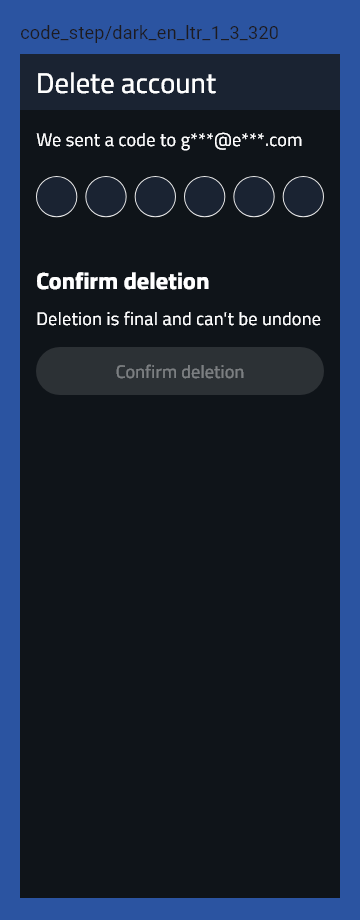 code_step/dark_en_ltr_1_3_320
Delete account
We sent a code to g***@e***.com
Confirm deletion
Deletion is final and can't be undone
Confirm deletion